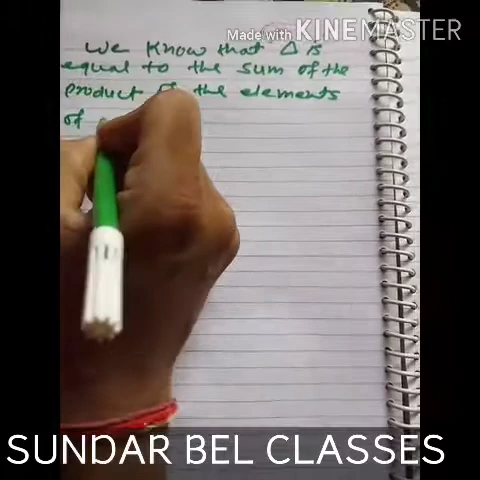 Made with KINEMASTER
We know that Δ is
equal to the sum of the
product of the elements
of
SUNDAR BEL CLASSES